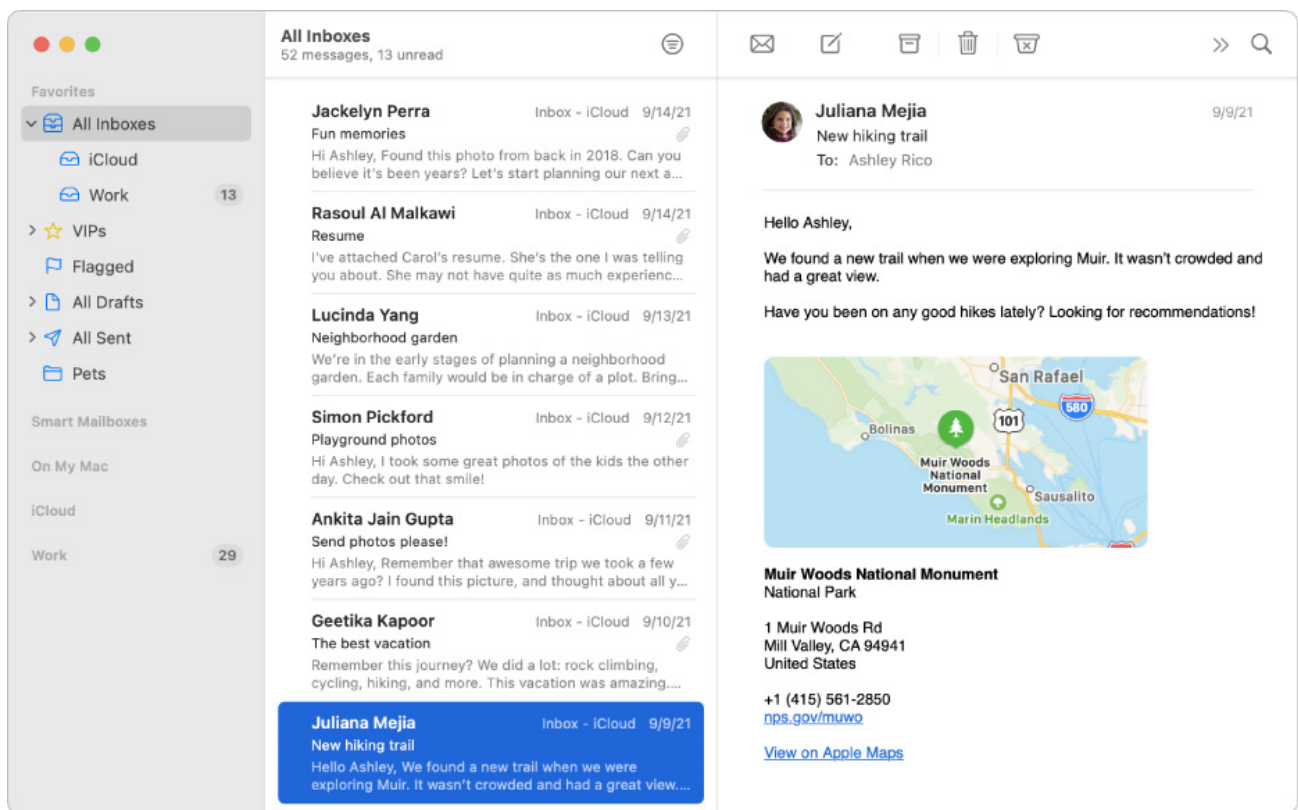 Favorites
All Inboxes
iCloud
Work 13
VIPs
Flagged
All Drafts
All Sent
Pets
Smart Mailboxes
On My Mac
iCloud
Work 29
All Inboxes
52 messages, 13 unread
Jackelyn Perra Inbox - iCloud 9/14/21
Fun memories
Hi Ashley, Found this photo from back in 2018. Can you
believe it's been years? Let's start planning our next a...
Rasoul Al Malkawi Inbox - iCloud 9/14/21
Resume
I've attached Carol's resume. She's the one I was telling
you about. She may not have quite as much experienc...
Lucinda Yang Inbox - iCloud 9/13/21
Neighborhood garden
We're in the early stages of planning a neighborhood
garden. Each family would be in charge of a plot. Bring...
Simon Pickford Inbox - iCloud 9/12/21
Playground photos
Hi Ashley, I took some great photos of the kids the other
day. Check out that smile!
Ankita Jain Gupta Inbox - iCloud 9/11/21
Send photos please!
Hi Ashley, Remember that awesome trip we took a few
years ago? I found this picture, and thought about all y...
Geetika Kapoor Inbox - iCloud 9/10/21
The best vacation
Remember this journey? We did a lot: rock climbing,
cycling, hiking, and more. This vacation was amazing....
Juliana Mejia Inbox - iCloud 9/9/21
New hiking trail
Hello Ashley, We found a new trail when we were
exploring Muir. It wasn't crowded and had a great view....
Juliana Mejia 9/9/21
New hiking trail
To: Ashley Rico
Hello Ashley,
We found a new trail when we were exploring Muir. It wasn't crowded and
had a great view.
Have you been on any good hikes lately? Looking for recommendations!
San Rafael
580
101
Bolinas
Muir Woods
National
Monument
Sausalito
Marin Headlands
Muir Woods National Monument
National Park
1 Muir Woods Rd
Mill Valley, CA 94941
United States
+1 (415) 561-2850
nps.gov/muwo
View on Apple Maps